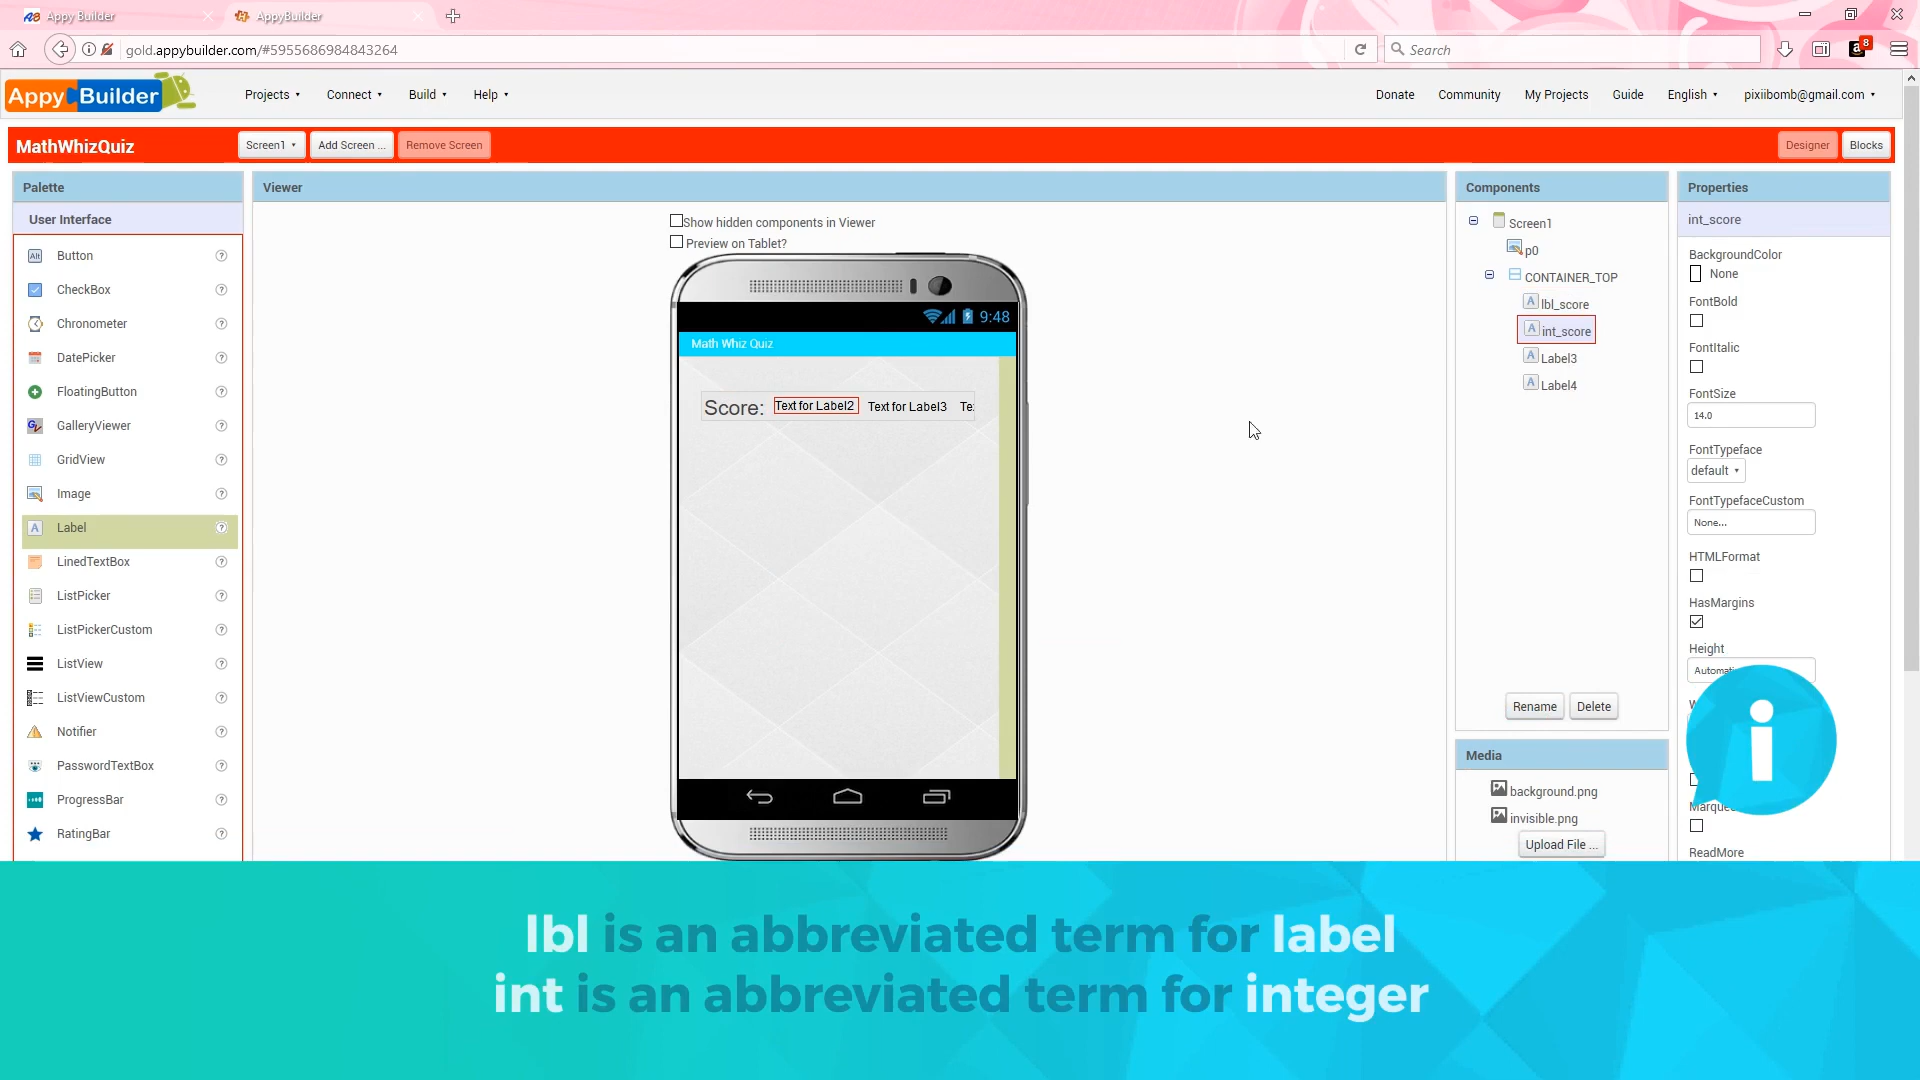 Appy Builder
AppyBuilder
gold.appybuilder.com/#5955686984843264
Search
8
Appy Builder
Projects
Connect
Build
Help
Donate
Community
My Projects
Guide
English
pixiibomb@gmail.com
MathWhizQuiz
Screen1
Add Screen ...
Remove Screen
Designer
Blocks
Palette
User Interface
Button
CheckBox
Chronometer
DatePicker
FloatingButton
GalleryViewer
GridView
Image
Label
LinedTextBox
ListPicker
ListPickerCustom
ListView
ListViewCustom
Notifier
PasswordTextBox
ProgressBar
RatingBar
Viewer
Show hidden components in Viewer
Preview on Tablet?
9:48
Math Whiz Quiz
Score: Text for Label2 Text for Label3 Te
Components
Screen1
p0
CONTAINER_TOP
lbl_score
int_score
Label3
Label4
Rename
Delete
Media
background.png
invisible.png
Upload File ...
Properties
int_score
BackgroundColor
None
FontBold
FontItalic
FontSize
14.0
FontTypeface
default
FontTypefaceCustom
None...
HTMLFormat
HasMargins
Height
Automati
Marquee
ReadMore
i
lbl is an abbreviated term for label
int is an abbreviated term for integer